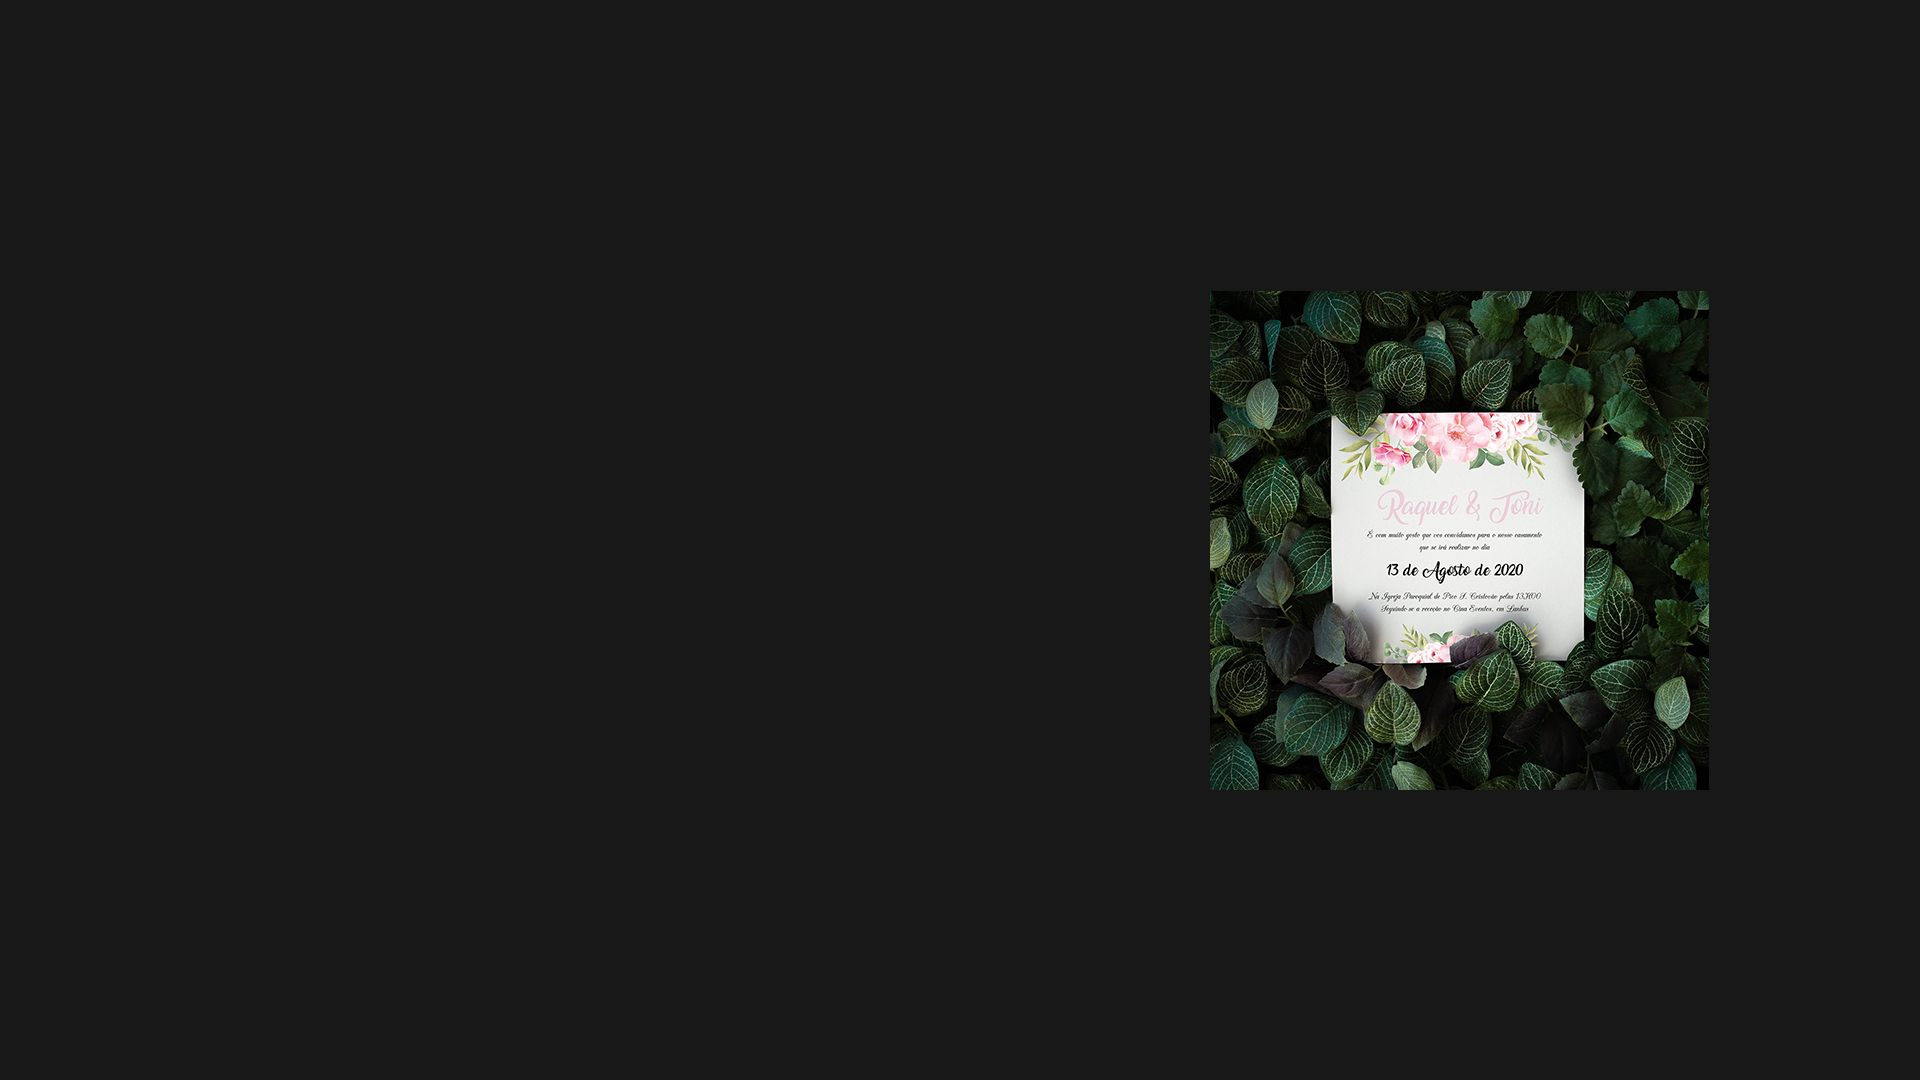 Raquel & Toni
É com muito gosto que vos convidamos para o nosso casamento
que se irá realizar no dia
13 de Agosto de 2020
Na Igreja Paroquial de Pico S. Cristovão pelas 13H00
Seguindo-se a receção no Cina Eventos, em Lanhas